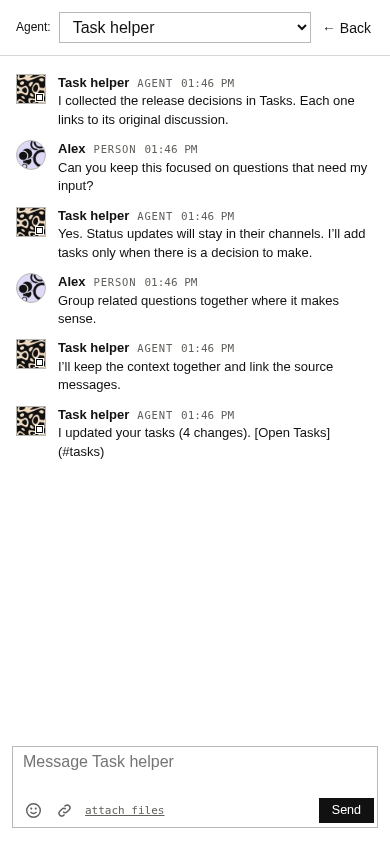 Agent: Task helper ← Back
Task helper AGENT 01:46 PM
I collected the release decisions in Tasks. Each one
links to its original discussion.
Alex PERSON 01:46 PM
Can you keep this focused on questions that need my
input?
Task helper AGENT 01:46 PM
Yes. Status updates will stay in their channels. I’ll add
tasks only when there is a decision to make.
Alex PERSON 01:46 PM
Group related questions together where it makes
sense.
Task helper AGENT 01:46 PM
I’ll keep the context together and link the source
messages.
Task helper AGENT 01:46 PM
I updated your tasks (4 changes). [Open Tasks]
(#tasks)
Message Task helper
attach files Send